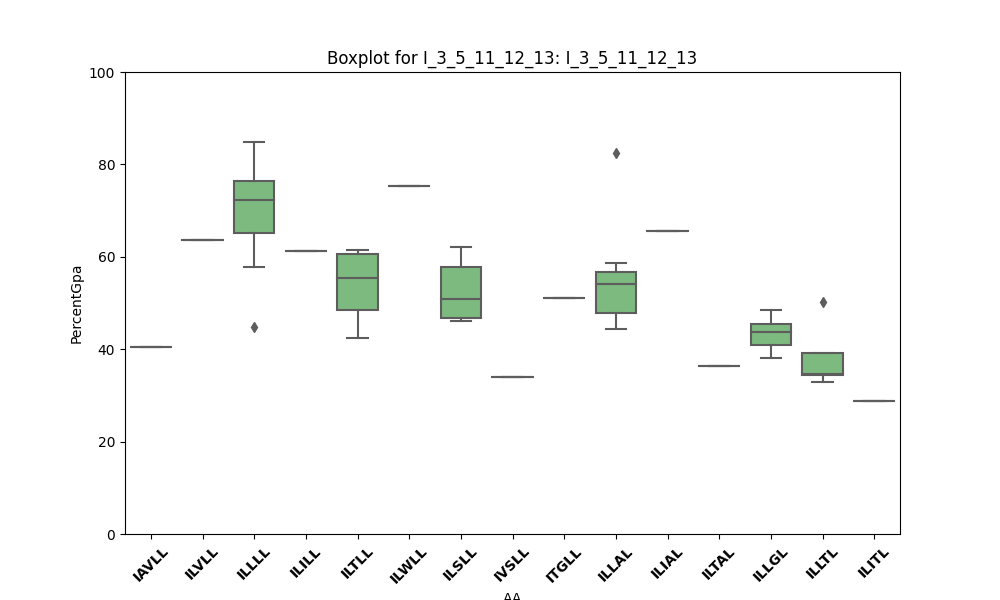 Boxplot for I_3_5_11_12_13: I_3_5_11_12_13
100
80
60
40
20
0
PercentGpa
IAVLL
ILVLL
ILLLL
ILILL
ILTLL
ILWLL
ILSLL
IVSLL
ITGLL
ILLAL
ILIAL
ILTAL
ILLGL
ILLTL
ILITL
AA